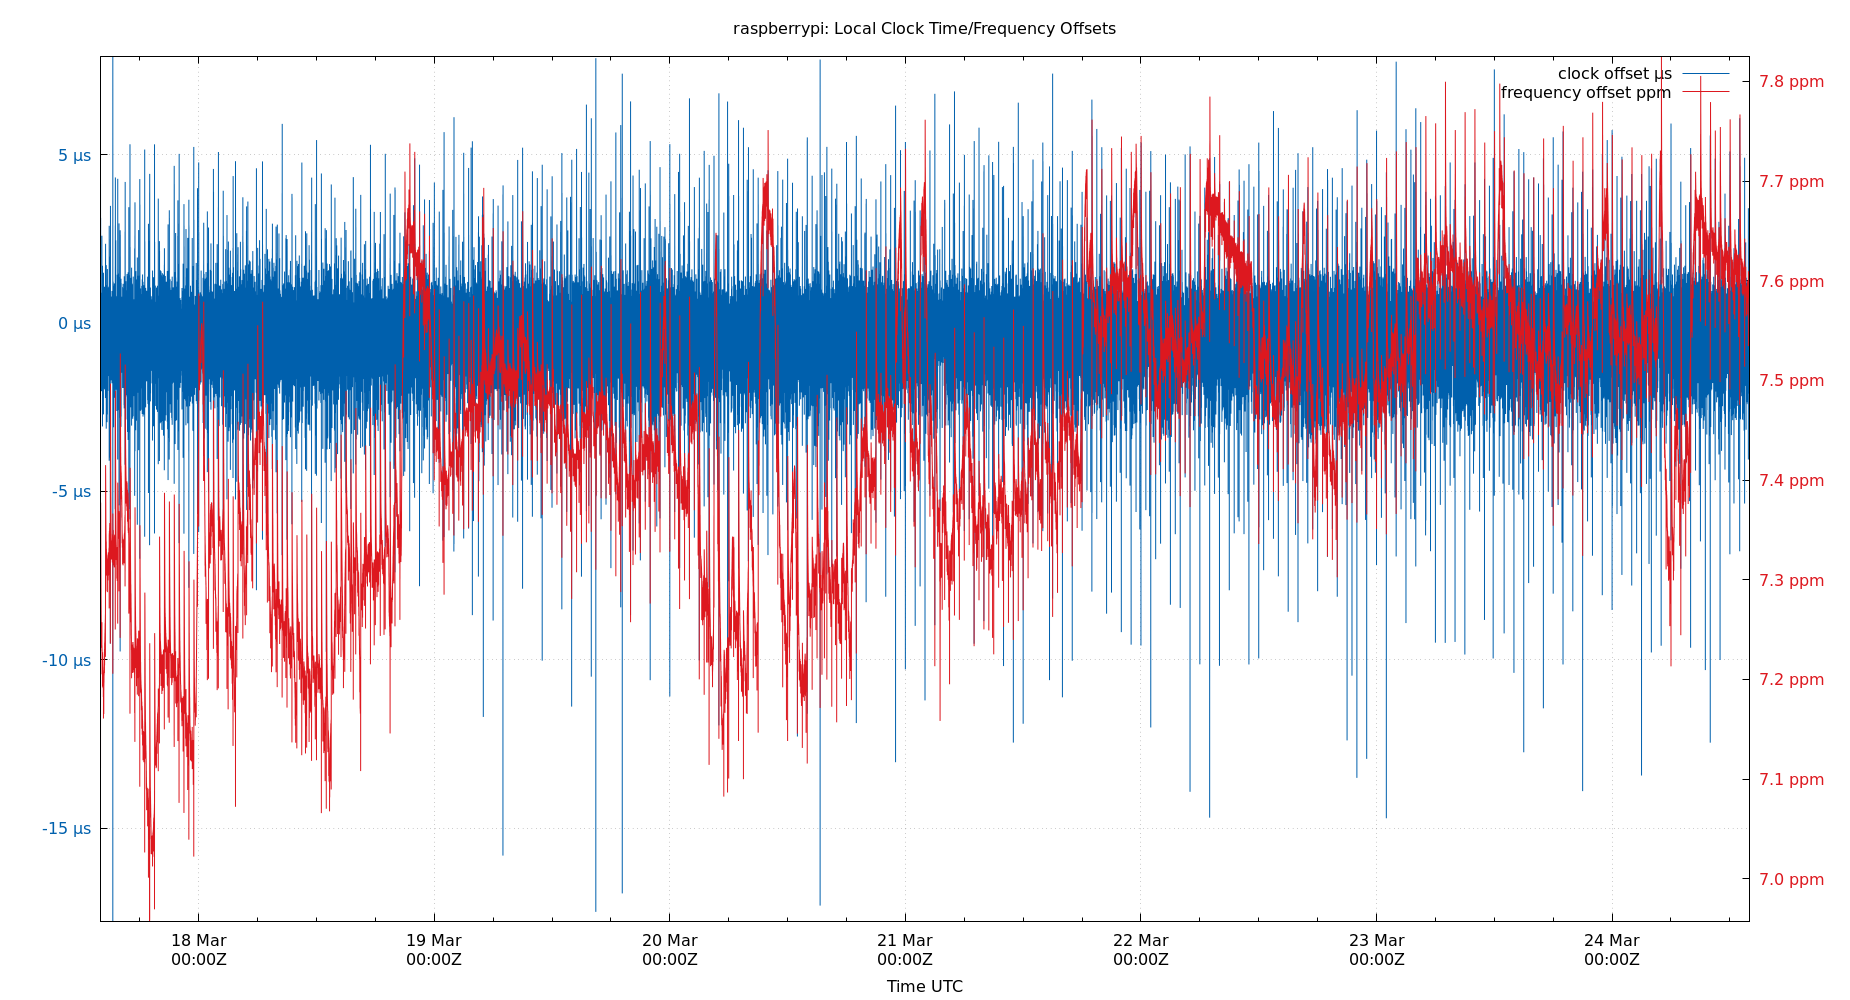 raspberrypi: Local Clock Time/Frequency Offsets
clock offset µs
frequency offset ppm
5 µs
0 µs
-5 µs
-10 µs
-15 µs
7.8 ppm
7.7 ppm
7.6 ppm
7.5 ppm
7.4 ppm
7.3 ppm
7.2 ppm
7.1 ppm
7.0 ppm
18 Mar 19 Mar 20 Mar 21 Mar 22 Mar 23 Mar 24 Mar
00:00Z 00:00Z 00:00Z 00:00Z 00:00Z 00:00Z 00:00Z
Time UTC